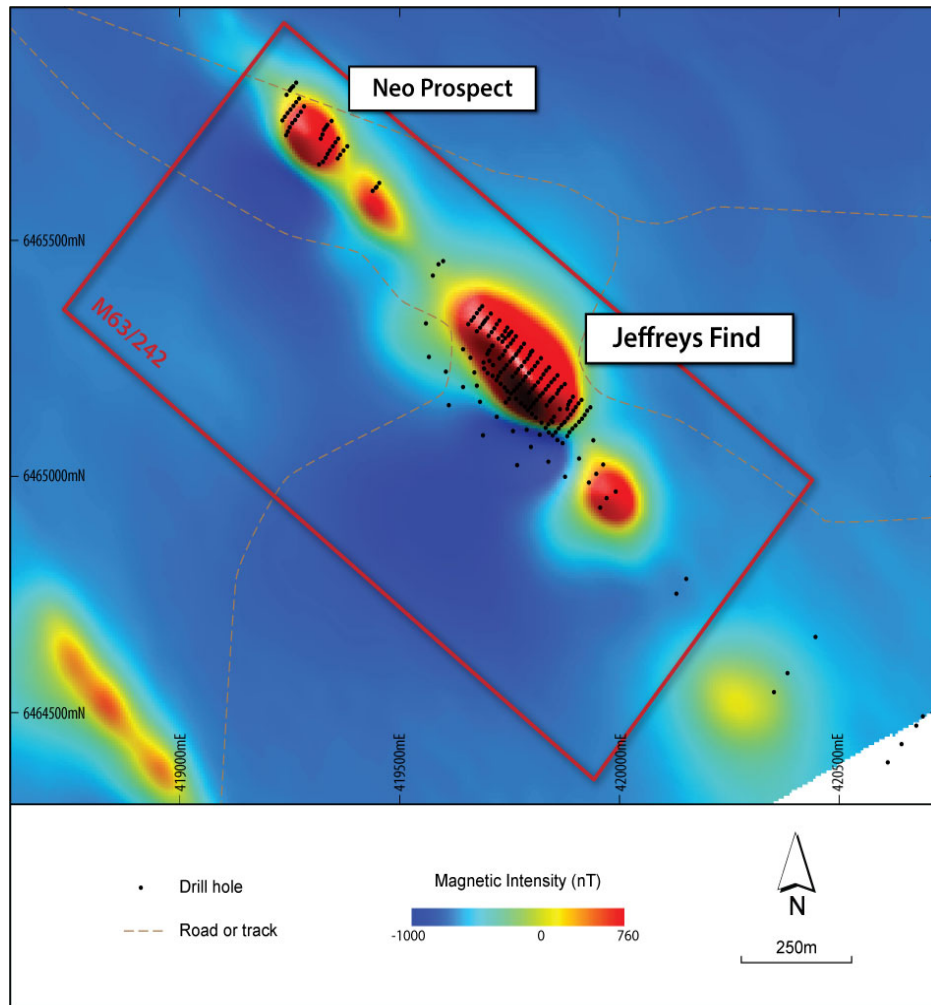 Neo Prospect
6465500mN
Jeffreys Find
M63/242
6465000mN
6464500mN
419000mE
419500mE
420000mE
420500mE
Drill hole
Road or track
Magnetic Intensity (nT)
-1000
0
760
N
250m